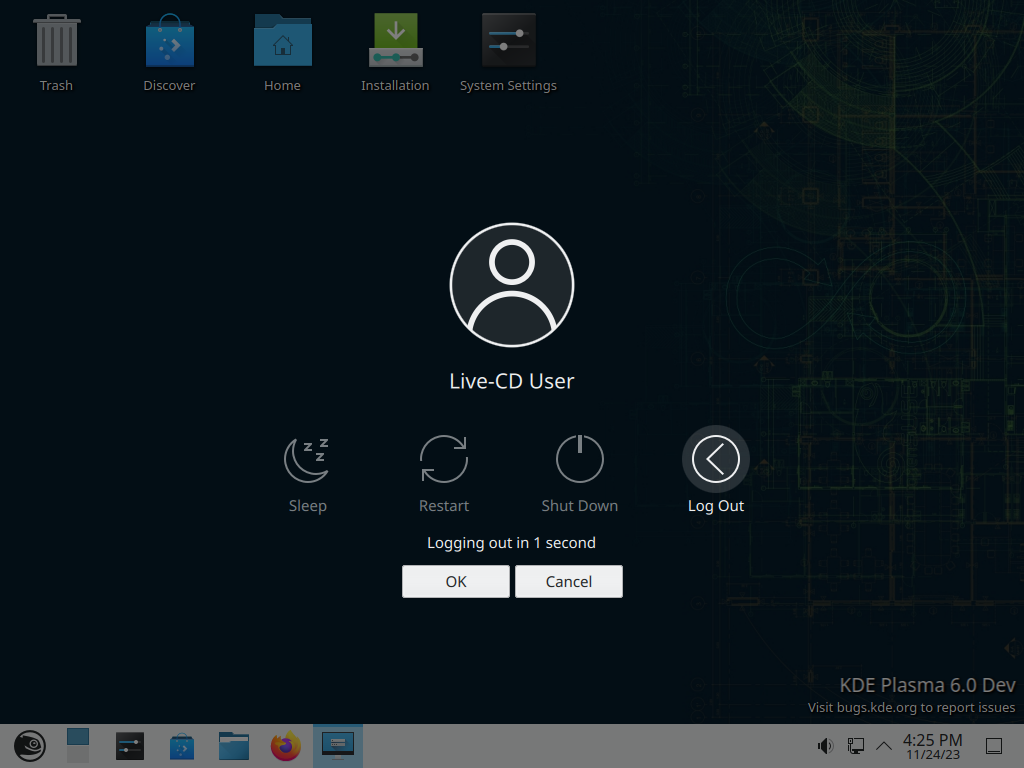 Trash
Discover
Home
Installation
System Settings
Live-CD User
Sleep
Restart
Shut Down
Log Out
Logging out in 1 second
OK
Cancel
KDE Plasma 6.0 Dev
Visit bugs.kde.org to report issues
4:25 PM
11/24/23